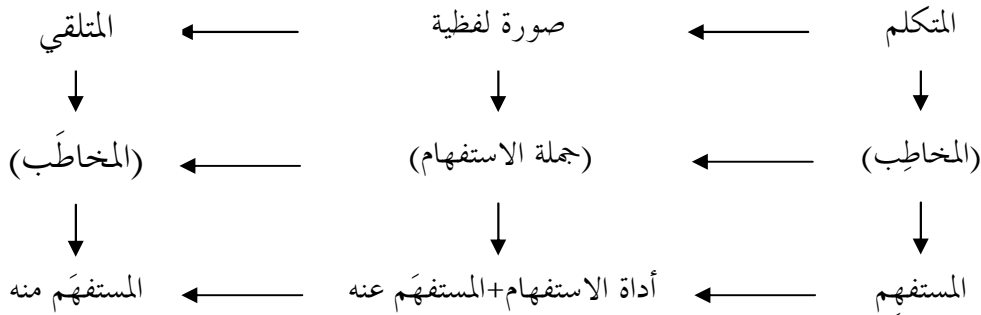 المتكلم صورة لفظية المتلقي
(المخاطِب) (جملة الاستفهام) (المخاطَب)
المستفهِم أداة الاستفهام+المستفهَم عنه المستفهَم منه